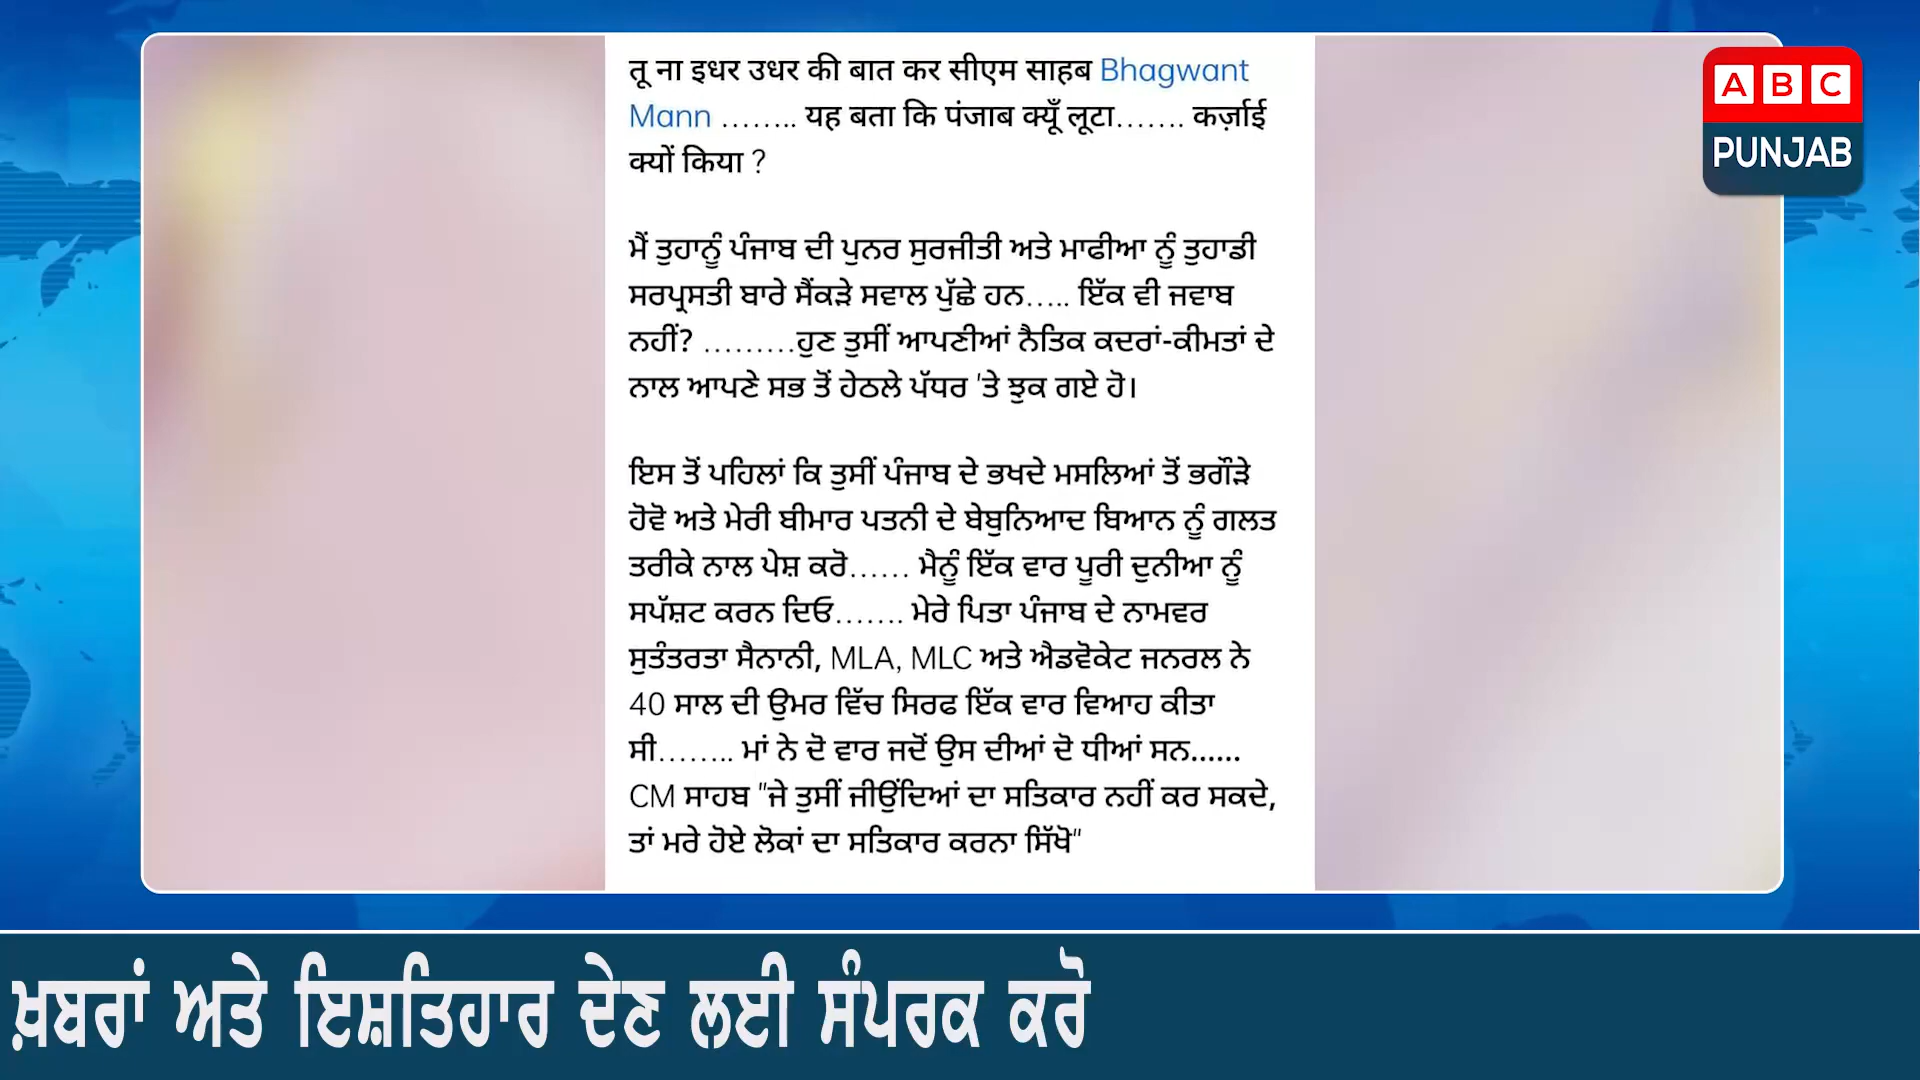 तू ना इधर उधर की बात कर सीएम साहब Bhagwant
Mann …….. यह बता कि पंजाब क्यूँ लूटा……. कर्ज़ाई
क्यों किया ?
ਮੈਂ ਤੁਹਾਨੂੰ ਪੰਜਾਬ ਦੀ ਪੁਨਰ ਸੁਰਜੀਤੀ ਅਤੇ ਮਾਫੀਆ ਨੂੰ ਤੁਹਾਡੀ
ਸਰਪ੍ਰਸਤੀ ਬਾਰੇ ਸੈਂਕੜੇ ਸਵਾਲ ਪੁੱਛੇ ਹਨ….. ਇੱਕ ਵੀ ਜਵਾਬ
ਨਹੀਂ? ………ਹੁਣ ਤੁਸੀਂ ਆਪਣੀਆਂ ਨੈਤਿਕ ਕਦਰਾਂ-ਕੀਮਤਾਂ ਦੇ
ਨਾਲ ਆਪਣੇ ਸਭ ਤੋਂ ਹੇਠਲੇ ਪੱਧਰ 'ਤੇ ਝੁਕ ਗਏ ਹੋ।
ਇਸ ਤੋਂ ਪਹਿਲਾਂ ਕਿ ਤੁਸੀਂ ਪੰਜਾਬ ਦੇ ਭਖਦੇ ਮਸਲਿਆਂ ਤੋਂ ਭਗੌੜੇ
ਹੋਵੋ ਅਤੇ ਮੇਰੀ ਬੀਮਾਰ ਪਤਨੀ ਦੇ ਬੇਬੁਨਿਆਦ ਬਿਆਨ ਨੂੰ ਗਲਤ
ਤਰੀਕੇ ਨਾਲ ਪੇਸ਼ ਕਰੋ…… ਮੈਨੂੰ ਇੱਕ ਵਾਰ ਪੂਰੀ ਦੁਨੀਆ ਨੂੰ
ਸਪੱਸ਼ਟ ਕਰਨ ਦਿਓ……. ਮੇਰੇ ਪਿਤਾ ਪੰਜਾਬ ਦੇ ਨਾਮਵਰ
ਸੁਤੰਤਰਤਾ ਸੈਨਾਨੀ, MLA, MLC ਅਤੇ ਐਡਵੋਕੇਟ ਜਨਰਲ ਨੇ
40 ਸਾਲ ਦੀ ਉਮਰ ਵਿੱਚ ਸਿਰਫ ਇੱਕ ਵਾਰ ਵਿਆਹ ਕੀਤਾ
ਸੀ…….. ਮਾਂ ਨੇ ਦੋ ਵਾਰ ਜਦੋਂ ਉਸ ਦੀਆਂ ਦੋ ਧੀਆਂ ਸਨ......
CM ਸਾਹਬ "ਜੇ ਤੁਸੀਂ ਜੀਉਂਦਿਆਂ ਦਾ ਸਤਿਕਾਰ ਨਹੀਂ ਕਰ ਸਕਦੇ,
ਤਾਂ ਮਰੇ ਹੋਏ ਲੋਕਾਂ ਦਾ ਸਤਿਕਾਰ ਕਰਨਾ ਸਿੱਖੋ"
ABC
PUNJAB
ਖ਼ਬਰਾਂ ਅਤੇ ਇਸ਼ਤਿਹਾਰ ਦੇਣ ਲਈ ਸੰਪਰਕ ਕਰੋ